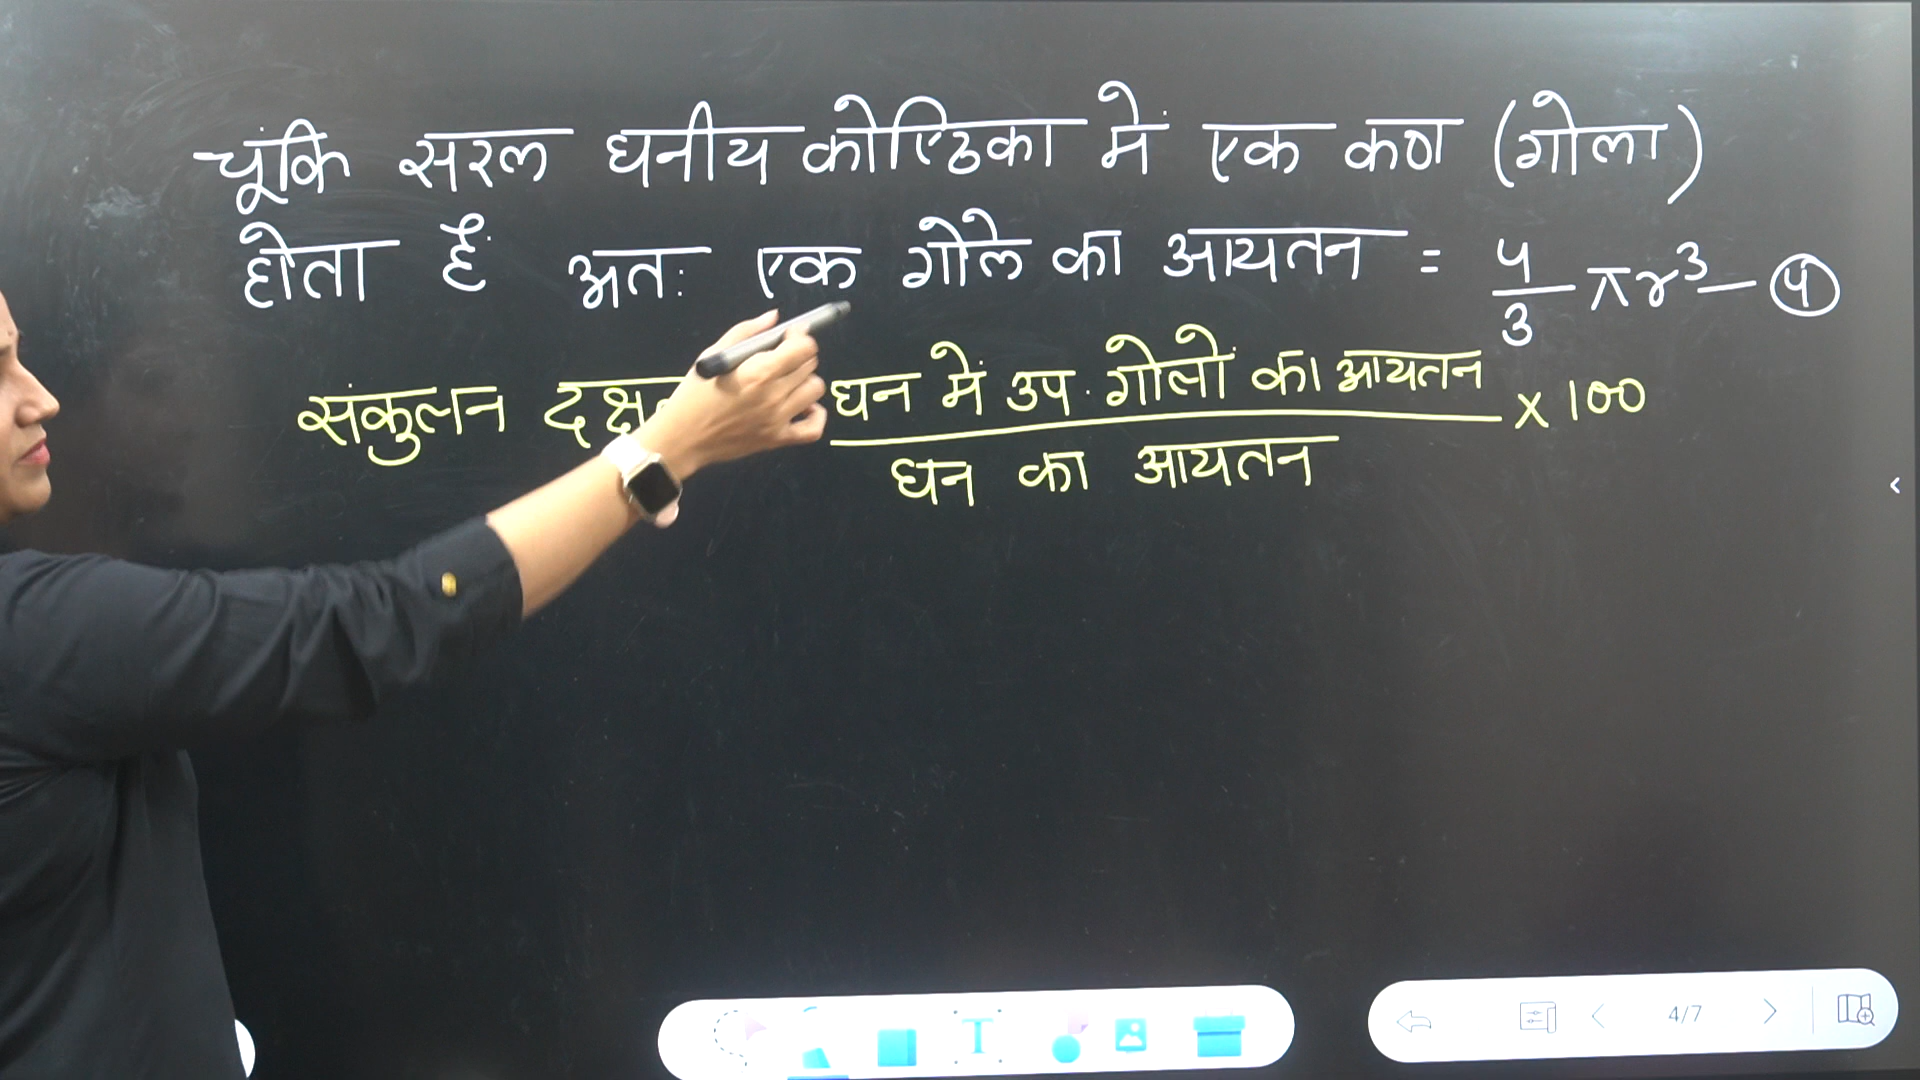 चूंकि सरल घनीय कोष्ठिका में एक कण (गोला)
होता हैं अतः एक गोले का आयतन = 4/3 πr³ — ④
संकुलन घन में उप. गोलों का आयतन / घन का आयतन × 100
4/7